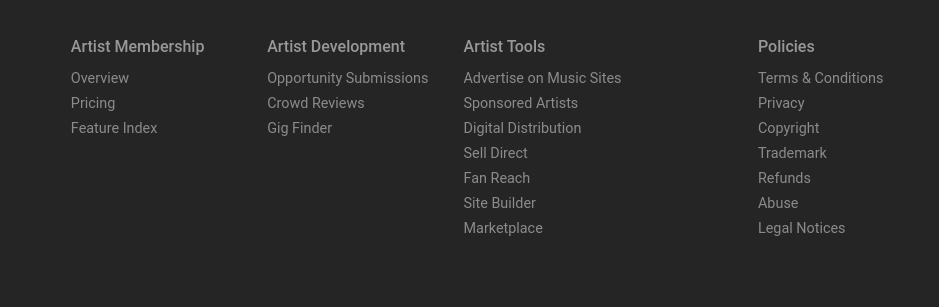 Artist Membership
Overview
Pricing
Feature Index
Artist Development
Opportunity Submissions
Crowd Reviews
Gig Finder
Artist Tools
Advertise on Music Sites
Sponsored Artists
Digital Distribution
Sell Direct
Fan Reach
Site Builder
Marketplace
Policies
Terms & Conditions
Privacy
Copyright
Trademark
Refunds
Abuse
Legal Notices